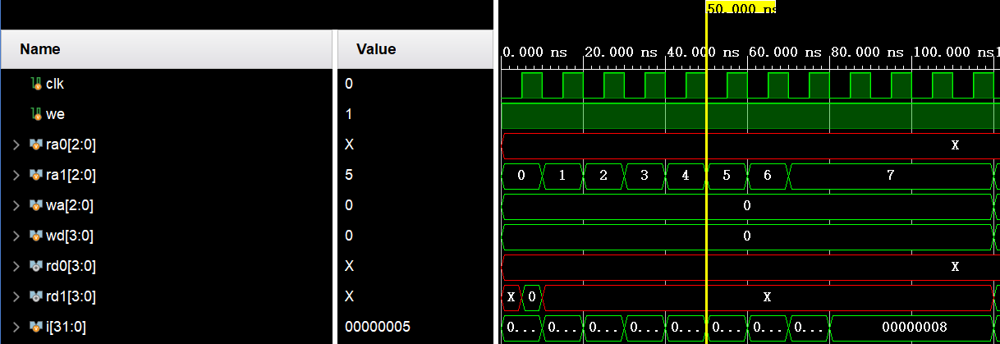 50.000 ns
Name Value
0.000 ns 20.000 ns 40.000 ns 60.000 ns 80.000 ns 100.000 ns
clk 0
we 1
ra0[2:0] X X
ra1[2:0] 5 0 1 2 3 4 5 6 7
wa[2:0] 0 0
wd[3:0] 0 0
rd0[3:0] X X
rd1[3:0] X X 0 X
i[31:0] 00000005 0... 0... 0... 0... 0... 0... 0... 0... 00000008